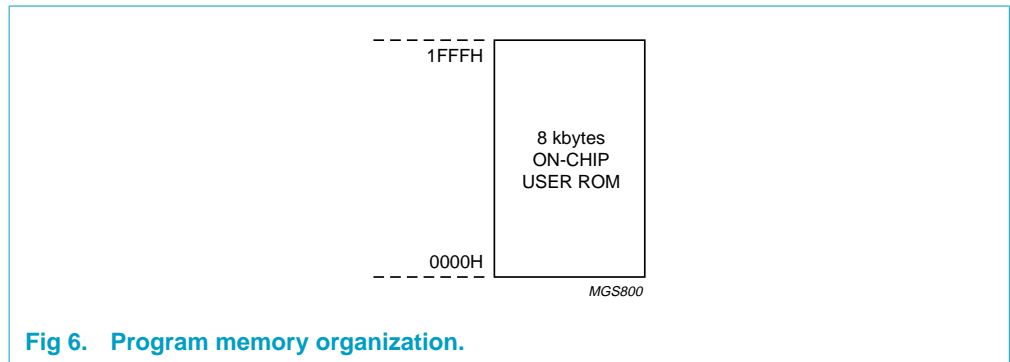 1FFFH
8 kbytes
ON-CHIP
USER ROM
0000H
MGS800
Fig 6. Program memory organization.